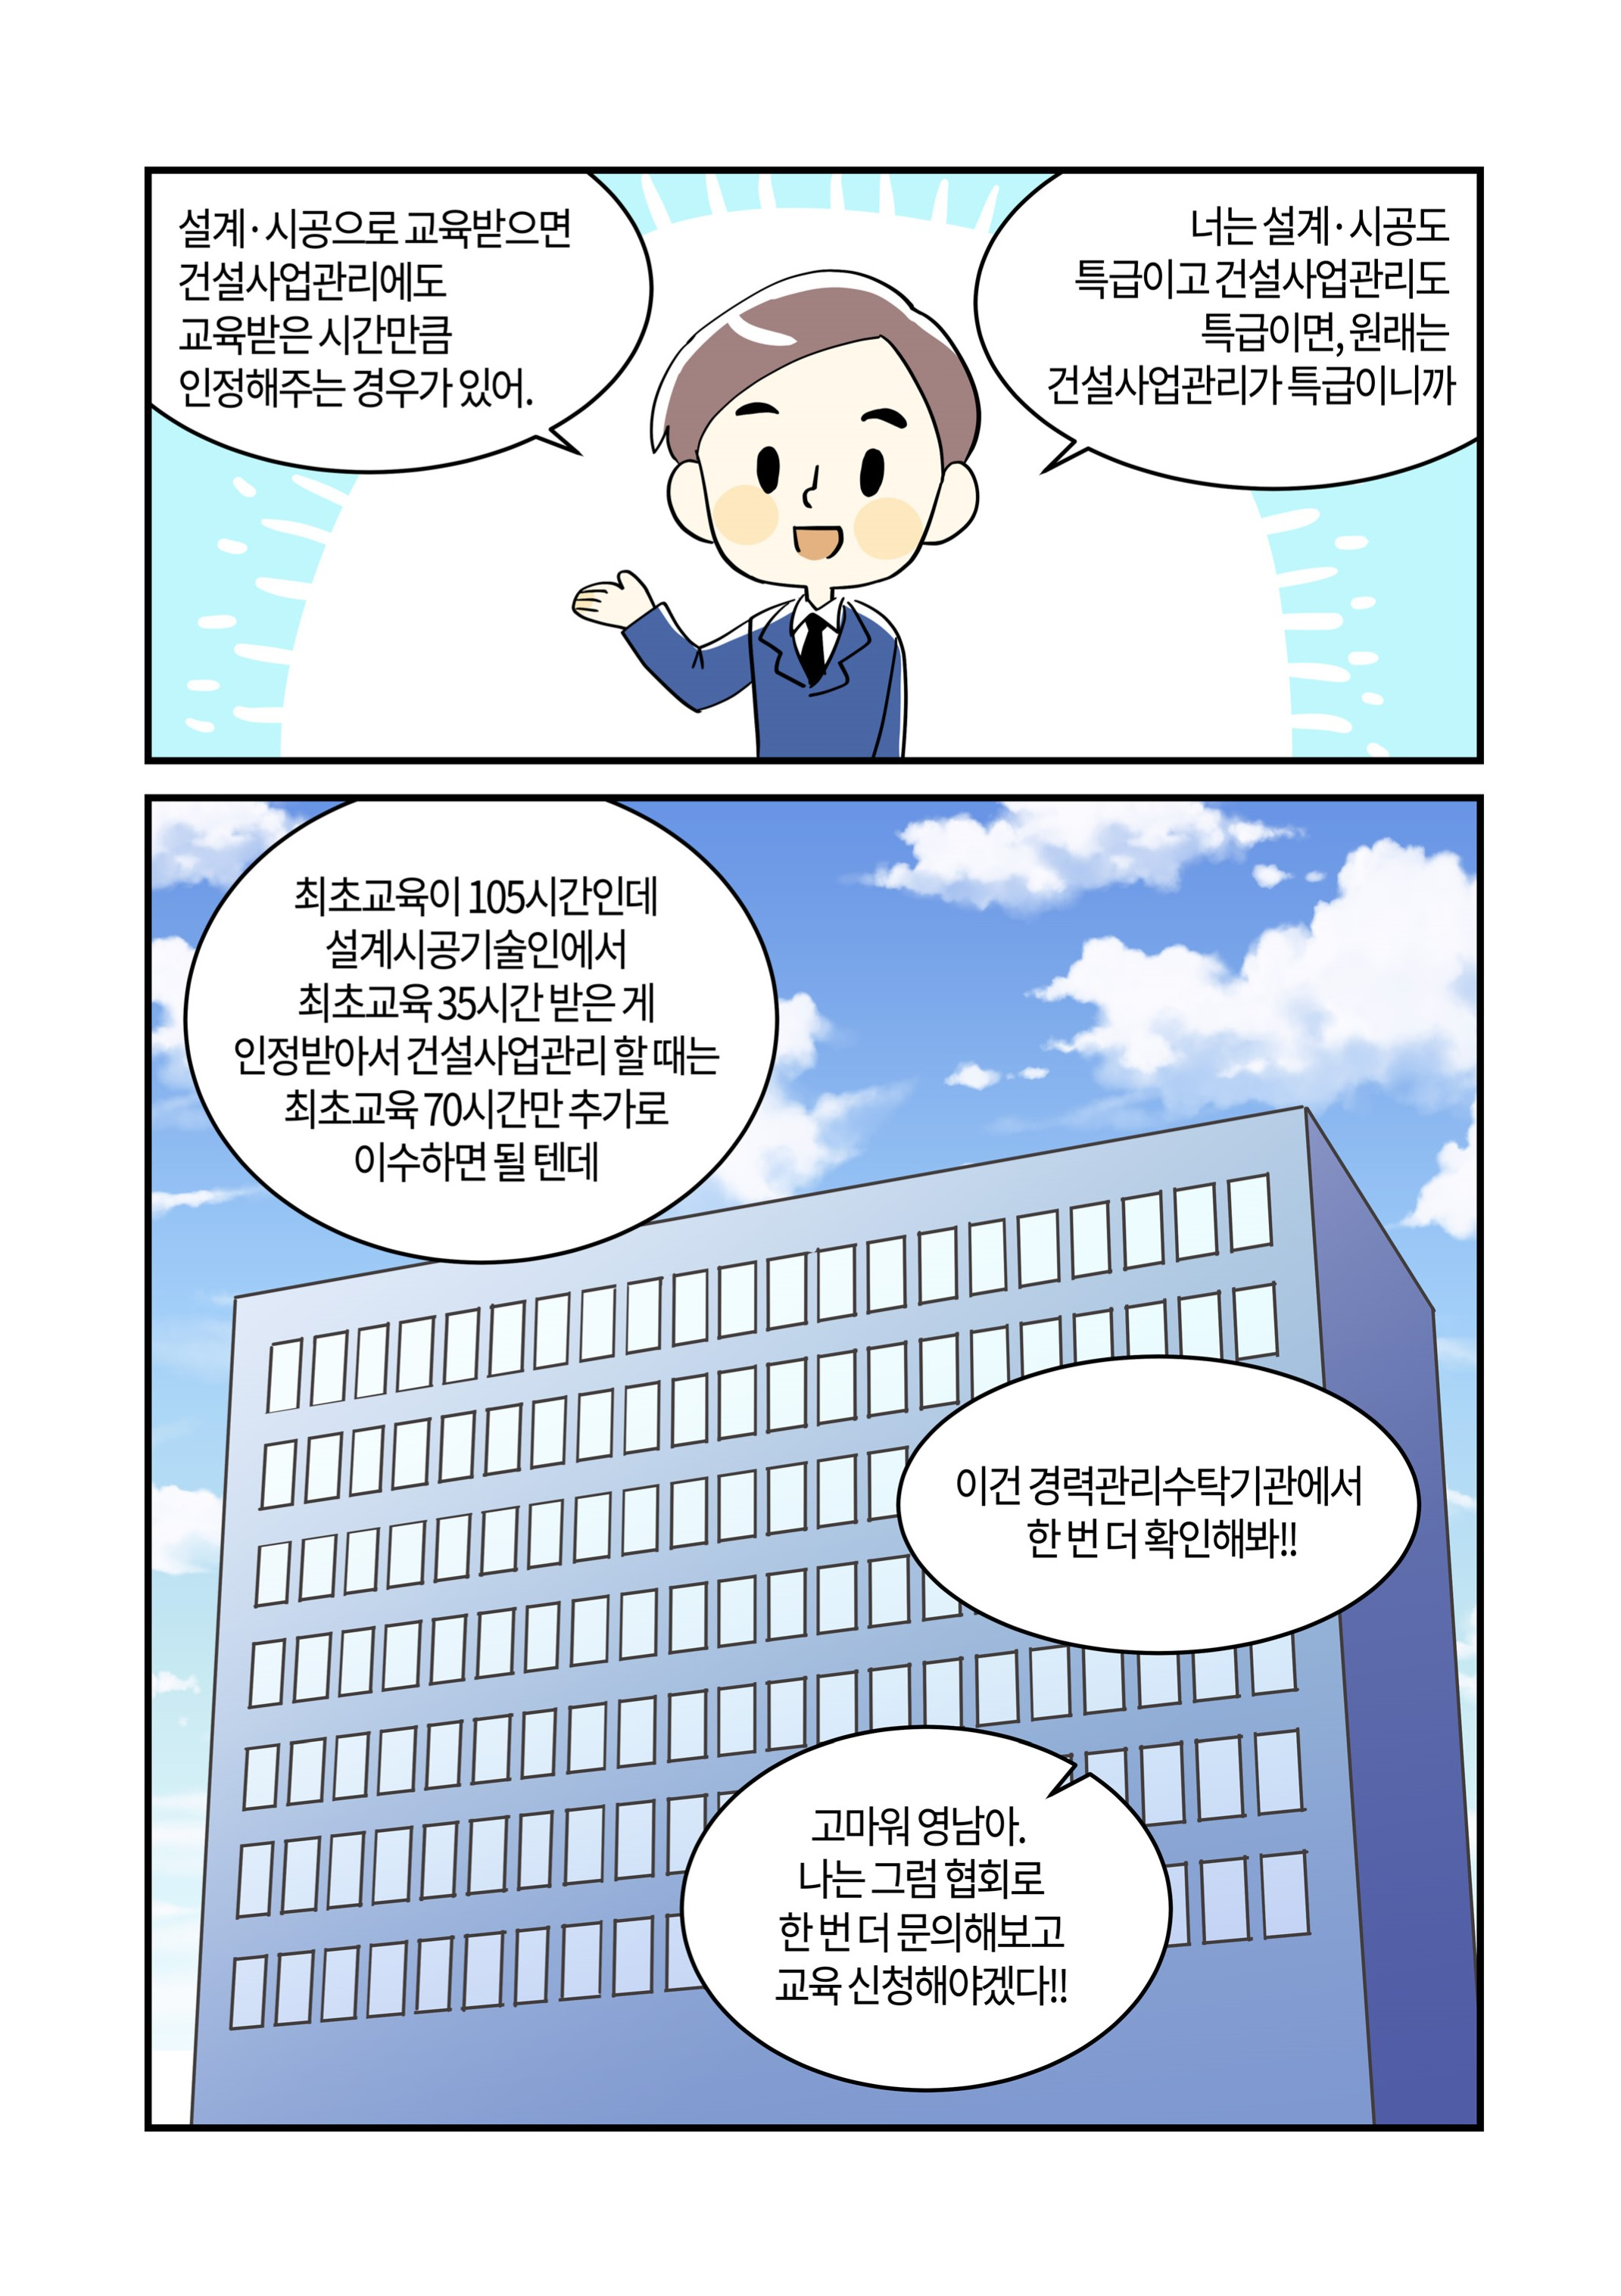 설계·시공으로 교육받으면
건설사업관리에도
교육받은 시간만큼
인정해주는 경우가 있어.
너는 설계·시공도
특급이고 건설사업관리도
특급이면, 원래는
건설사업관리가 특급이니까
최초교육이 105시간인데
설계시공기술인에서
최초교육 35시간 받은 게
인정받아서 건설사업관리 할 때는
최초교육 70시간만 추가로
이수하면 될 텐데
이건 경력관리수탁기관에서
한 번 더 확인해봐!!
고마워 영남아.
나는 그럼 협회로
한 번 더 문의해보고
교육 신청해야겠다!!